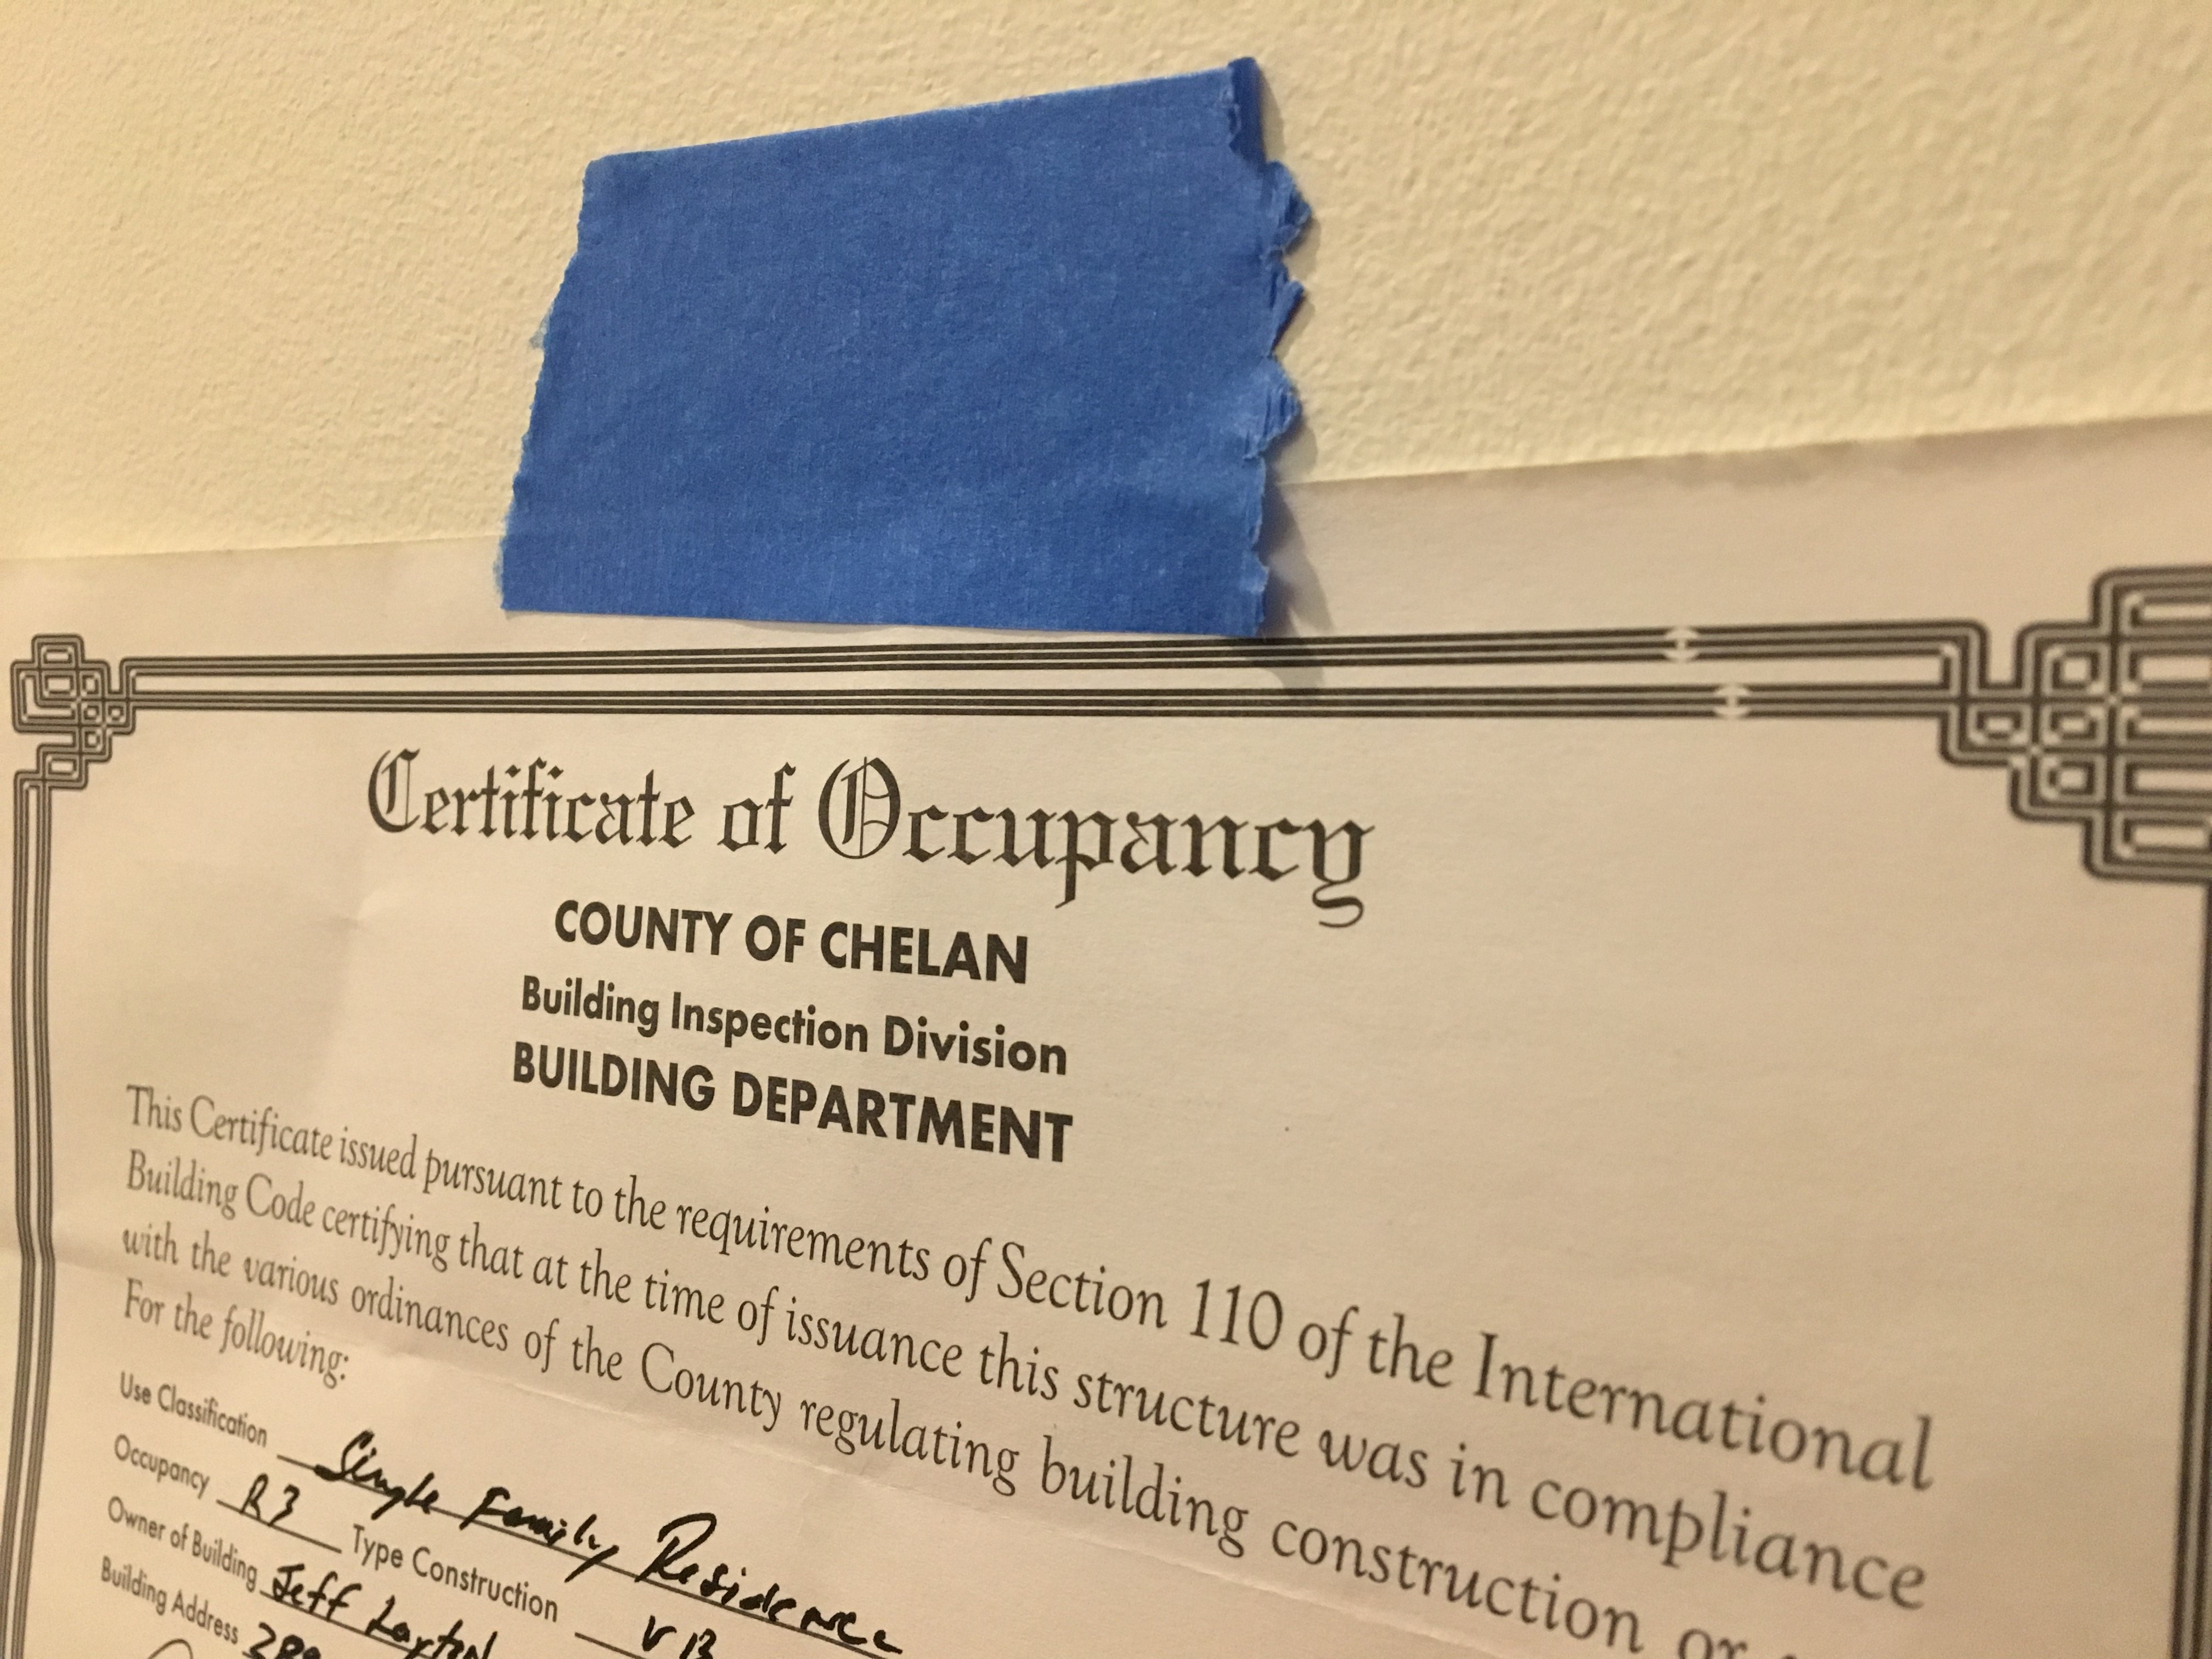 Certificate of Occupancy
COUNTY OF CHELAN
Building Inspection Division
BUILDING DEPARTMENT
This Certificate issued pursuant to the requirements of Section 110 of the International
Building Code certifying that at the time of issuance this structure was in compliance
with the various ordinances of the County regulating building construction or
For the following:
Use Classification Single Family Residence
Occupancy R3 Type Construction VB
Owner of Building Jeff Layton
Building Address